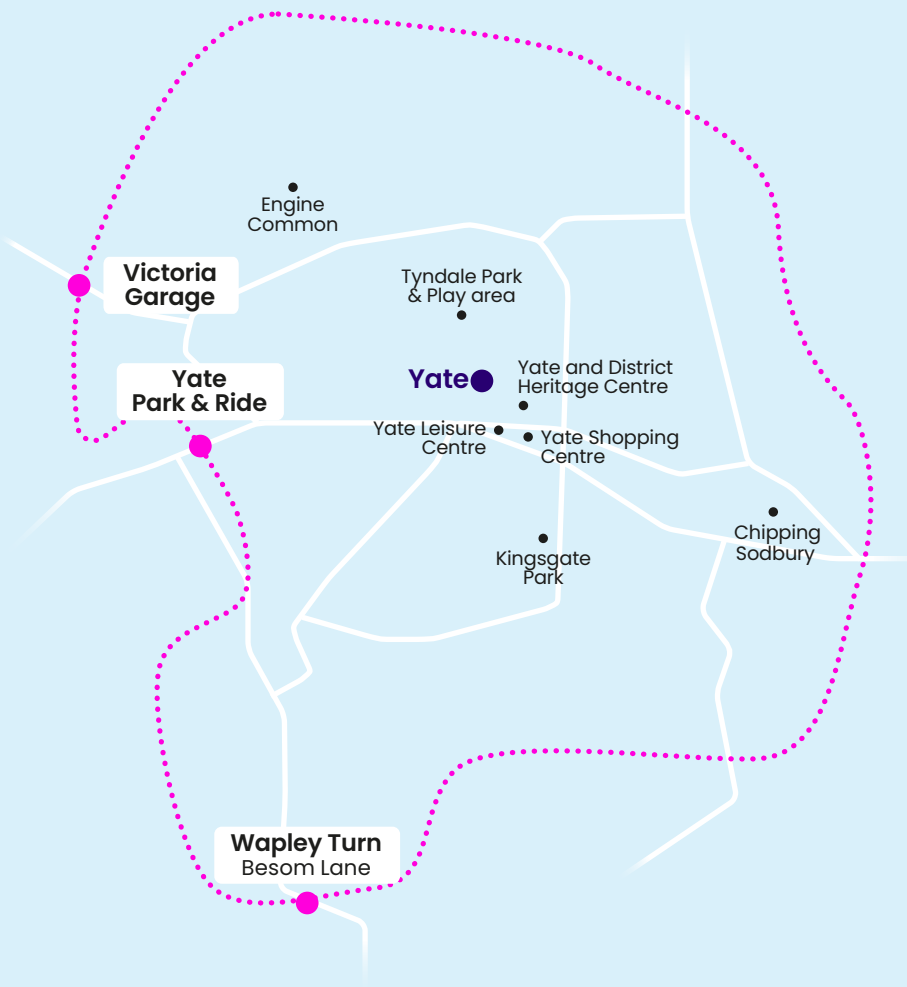 Engine
Common
Victoria
Garage
Tyndale Park
& Play area
Yate
Park & Ride
Yate
Yate and District
Heritage Centre
Yate Leisure
Centre
Yate Shopping
Centre
Chipping
Sodbury
Kingsgate
Park
Wapley Turn
Besom Lane